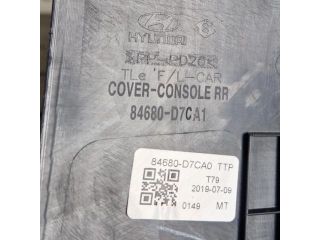 HYUNDAI
TLe F/L-CAR
COVER-CONSOLE RR
84680-D7CA1
84680-D7CA0 TTP
T79
2019-07-09
0149 MT